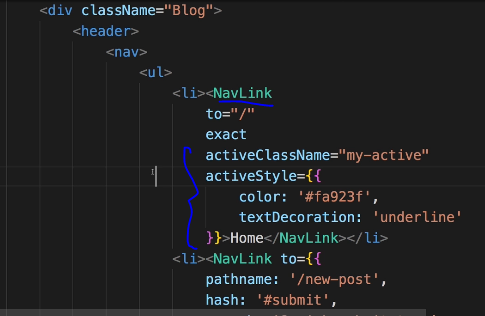 <div className="Blog">
<header>
<nav>
<ul>
<li><NavLink
to="/"
exact
activeClassName="my-active"
activeStyle={{
color: '#fa923f',
textDecoration: 'underline'
}}>Home</NavLink></li>
<li><NavLink to={{
pathname: '/new-post',
hash: '#submit',